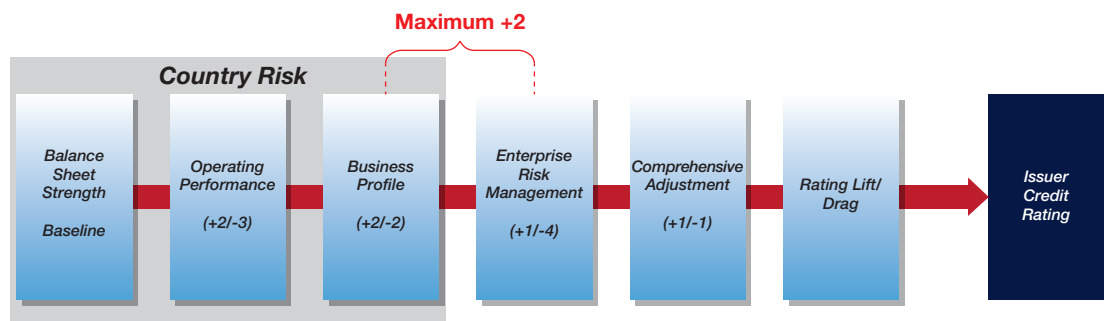 Maximum +2
Country Risk
Balance
Sheet
Strength
Baseline
Operating
Performance
(+2/-3)
Business
Profile
(+2/-2)
Enterprise
Risk
Management
(+1/-4)
Comprehensive
Adjustment
(+1/-1)
Rating Lift/
Drag
Issuer
Credit
Rating